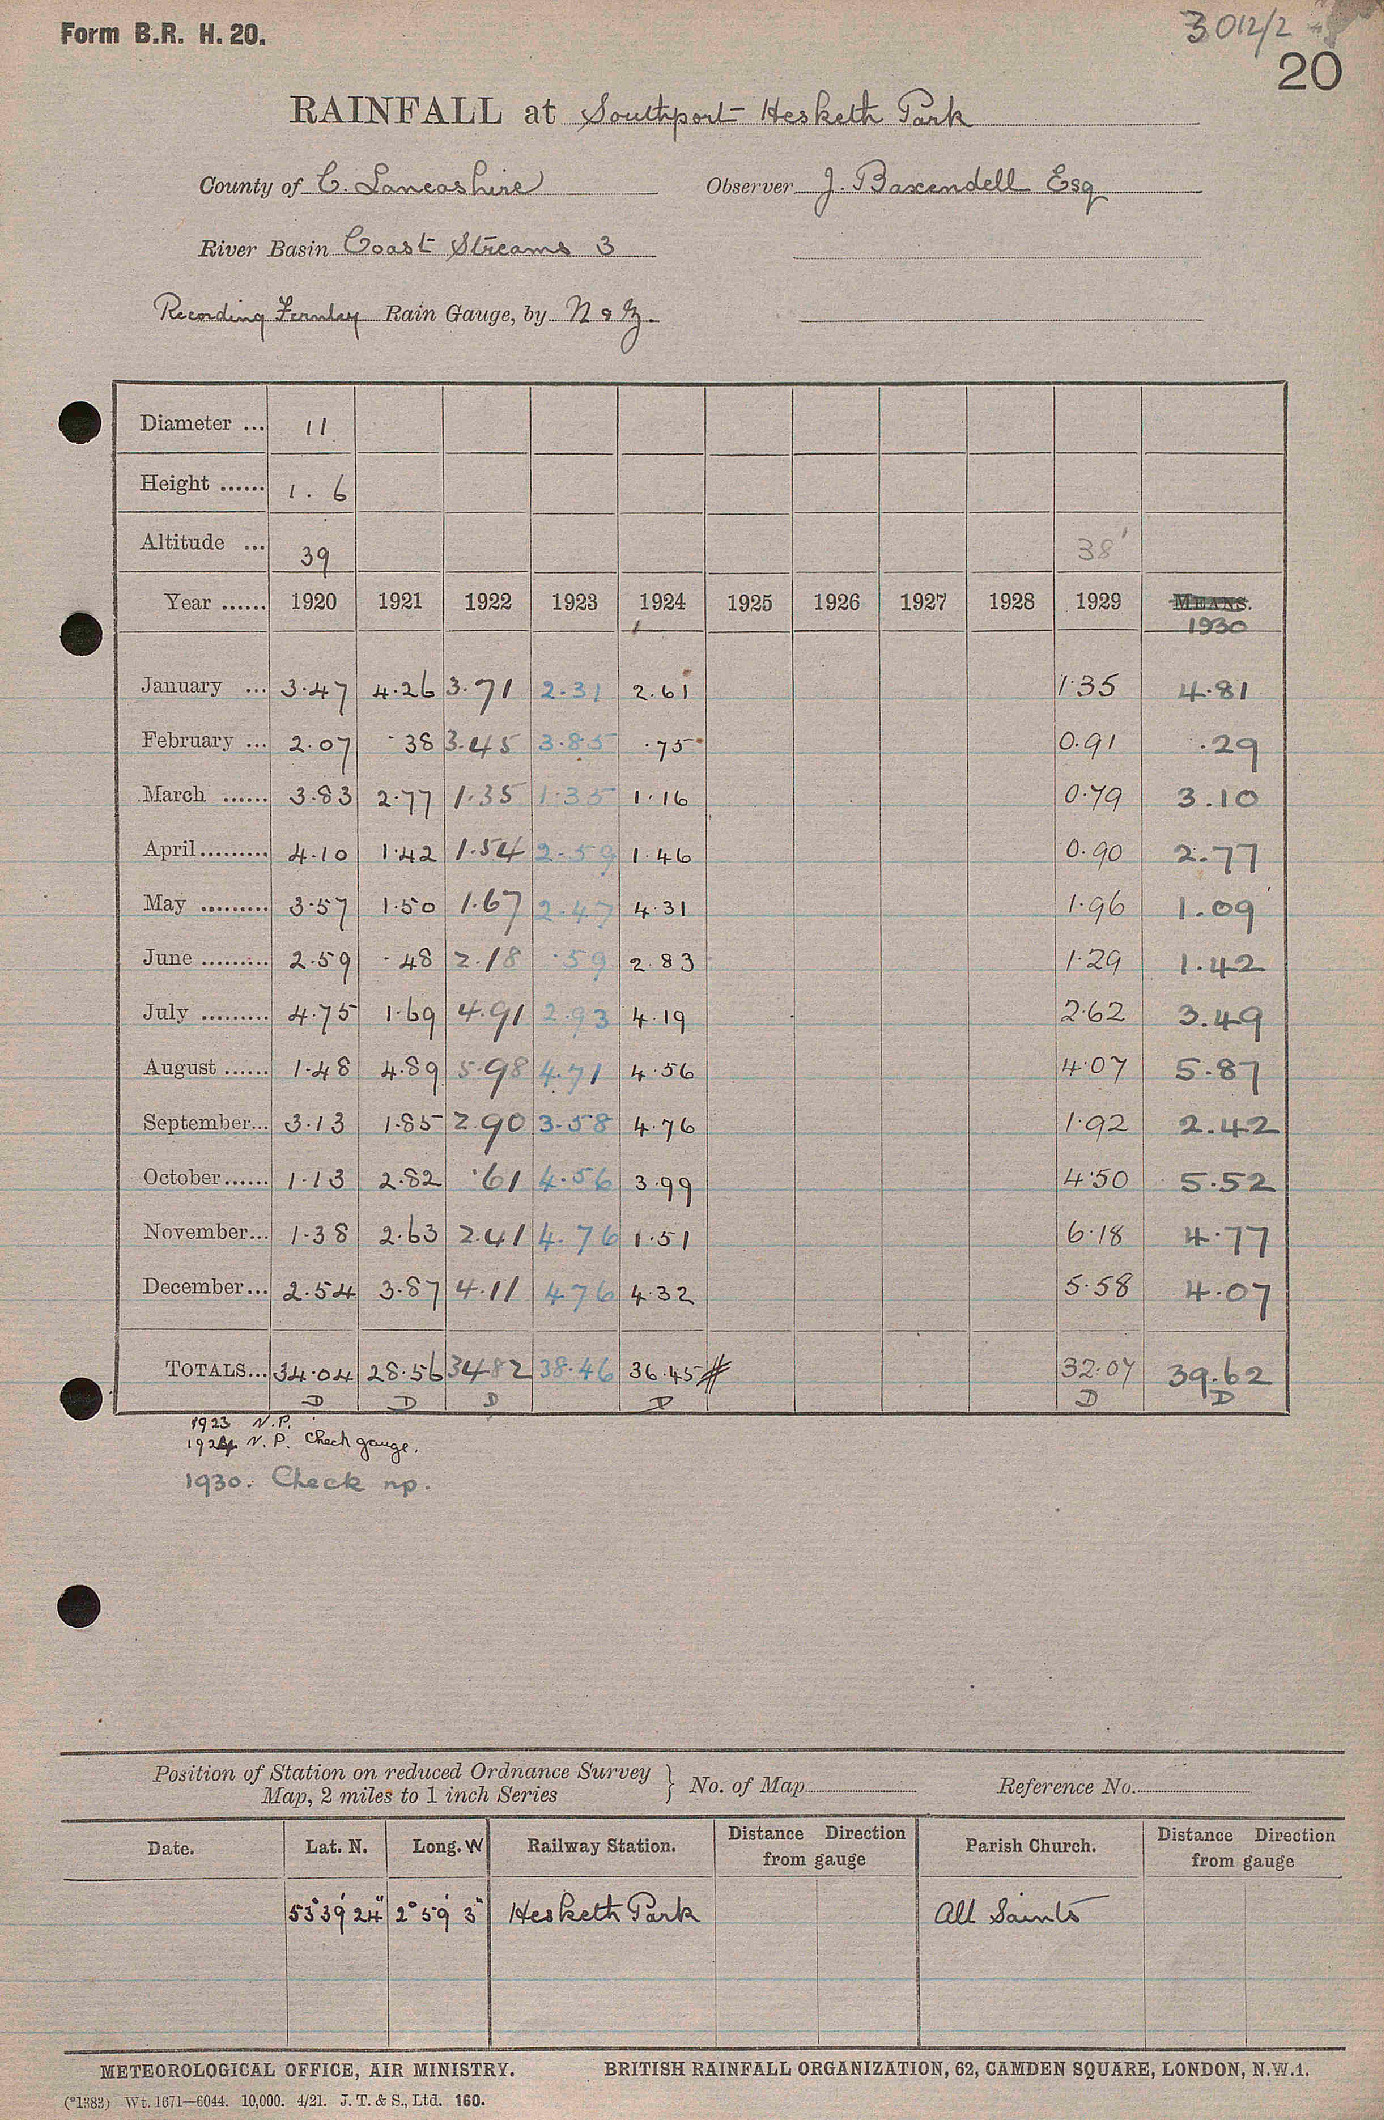 Form B.R. H. 20.
3012/2
20
RAINFALL at Southport Hesketh Park
County of C. Lancashire Observer J. Baxendell Esq
River Basin Coast Streams 3
Recording Fernley Rain Gauge, by N & Z.
Diameter ... 11
Height ...... 1. 6
Altitude ... 39 38'
Year ...... 1920 1921 1922 1923 1924 1925 1926 1927 1928 1929 MEANS.
1930
January ... 3.47 4.26 3.71 2.31 2.61 1.35 4.81
February ... 2.07 .38 3.45 3.85 .75 0.91 .29
March ...... 3.83 2.77 1.35 1.35 1.16 0.79 3.10
April ......... 4.10 1.42 1.54 2.59 1.46 0.90 2.77
May ......... 3.57 1.50 1.67 2.47 4.31 1.96 1.09
June ......... 2.59 .48 2.18 .59 2.83 1.29 1.42
July ......... 4.75 1.69 4.91 2.93 4.19 2.62 3.49
August ...... 1.48 4.89 5.98 4.71 4.56 4.07 5.87
September... 3.13 1.85 2.90 3.58 4.76 1.92 2.42
October...... 1.13 2.82 .61 4.56 3.99 4.50 5.52
November... 1.38 2.63 2.41 4.76 1.51 6.18 4.77
December... 2.54 3.87 4.11 4.76 4.32 5.58 4.07
TOTALS... 34.04 28.56 34.82 38.46 36.45 # 32.07 39.62
D D D D D D
1923 N.P.
1924 N.P. Check gauge.
1930. Check np.
Position of Station on reduced Ordnance Survey
Map, 2 miles to 1 inch Series } No. of Map Reference No.
Date. Lat. N. Long. W Railway Station. Distance Direction from gauge Parish Church. Distance Direction from gauge
53°39'24" 2°59'3" Hesketh Park All Saints
METEOROLOGICAL OFFICE, AIR MINISTRY. BRITISH RAINFALL ORGANIZATION, 62, CAMDEN SQUARE, LONDON, N.W.1.
(*1383) Wt. 1671—6044. 10,000. 4/21. J. T. & S., Ltd. 160.